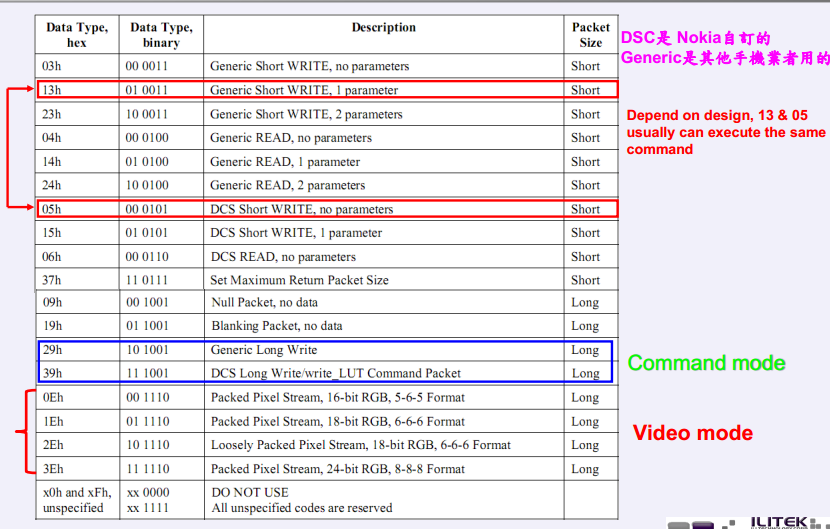 Data Type, hex Data Type, binary Description Packet Size
03h 00 0011 Generic Short WRITE, no parameters Short
13h 01 0011 Generic Short WRITE, 1 parameter Short
23h 10 0011 Generic Short WRITE, 2 parameters Short
04h 00 0100 Generic READ, no parameters Short
14h 01 0100 Generic READ, 1 parameter Short
24h 10 0100 Generic READ, 2 parameters Short
05h 00 0101 DCS Short WRITE, no parameters Short
15h 01 0101 DCS Short WRITE, 1 parameter Short
06h 00 0110 DCS READ, no parameters Short
37h 11 0111 Set Maximum Return Packet Size Short
09h 00 1001 Null Packet, no data Long
19h 01 1001 Blanking Packet, no data Long
29h 10 1001 Generic Long Write Long
39h 11 1001 DCS Long Write/write_LUT Command Packet Long
0Eh 00 1110 Packed Pixel Stream, 16-bit RGB, 5-6-5 Format Long
1Eh 01 1110 Packed Pixel Stream, 18-bit RGB, 6-6-6 Format Long
2Eh 10 1110 Loosely Packed Pixel Stream, 18-bit RGB, 6-6-6 Format Long
3Eh 11 1110 Packed Pixel Stream, 24-bit RGB, 8-8-8 Format Long
x0h and xFh, xx 0000 DO NOT USE
unspecified xx 1111 All unspecified codes are reserved
DSC是 Nokia自訂的
Generic是其他手機業者用的
Depend on design, 13 & 05
usually can execute the same
command
Command mode
Video mode
ILITEK